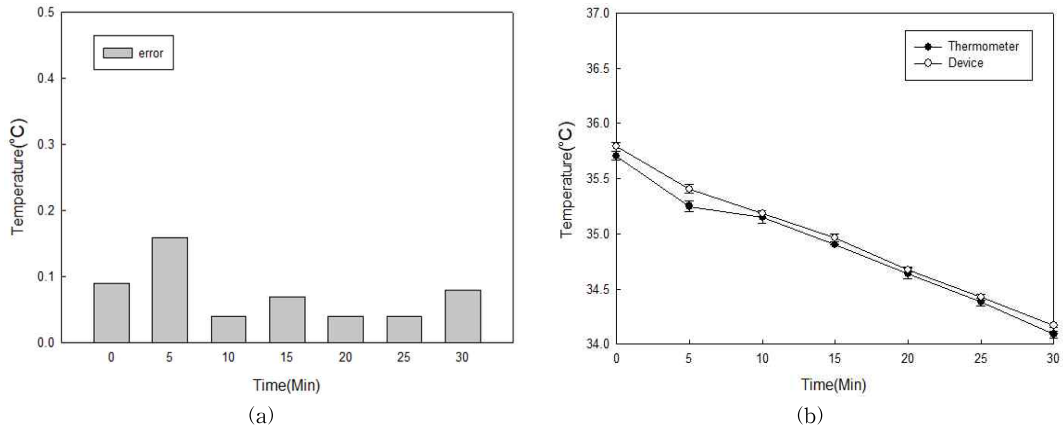 0.5
error
0.4
0.3
0.2
0.1
0.0
Temperature(°C)
0 5 10 15 20 25 30
Time(Min)
(a)
37.0
Thermometer
Device
36.5
36.0
35.5
35.0
34.5
34.0
Temperature(°C)
0 5 10 15 20 25 30
Time(Min)
(b)